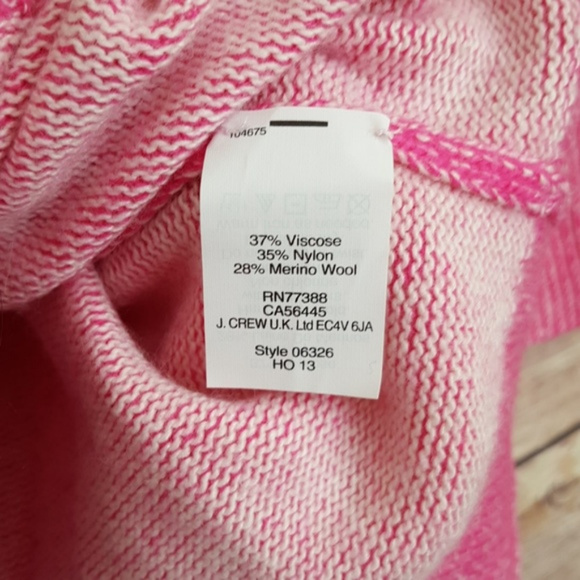 104675
37% Viscose
35% Nylon
28% Merino Wool
RN77388
CA56445
J. CREW U.K. Ltd EC4V 6JA
Style 06326
HO 13